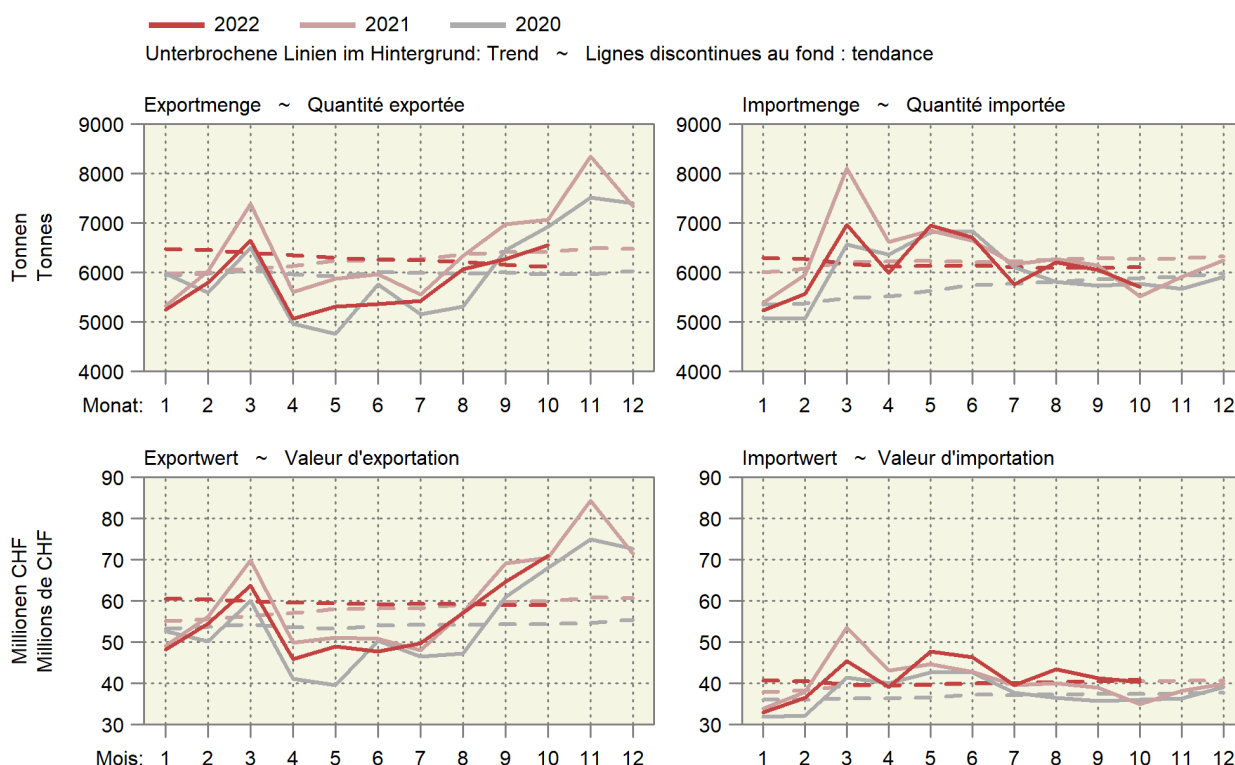 2022 2021 2020
Unterbrochene Linien im Hintergrund: Trend ~ Lignes discontinues au fond : tendance
Exportmenge ~ Quantité exportée
Tonnen
Tonnes
9000
8000
7000
6000
5000
4000
Monat: 1 2 3 4 5 6 7 8 9 10 11 12
Importmenge ~ Quantité importée
9000
8000
7000
6000
5000
4000
1 2 3 4 5 6 7 8 9 10 11 12
Exportwert ~ Valeur d'exportation
Millionen CHF
Millions de CHF
90
80
70
60
50
40
30
Mois: 1 2 3 4 5 6 7 8 9 10 11 12
Importwert ~ Valeur d'importation
90
80
70
60
50
40
30
1 2 3 4 5 6 7 8 9 10 11 12